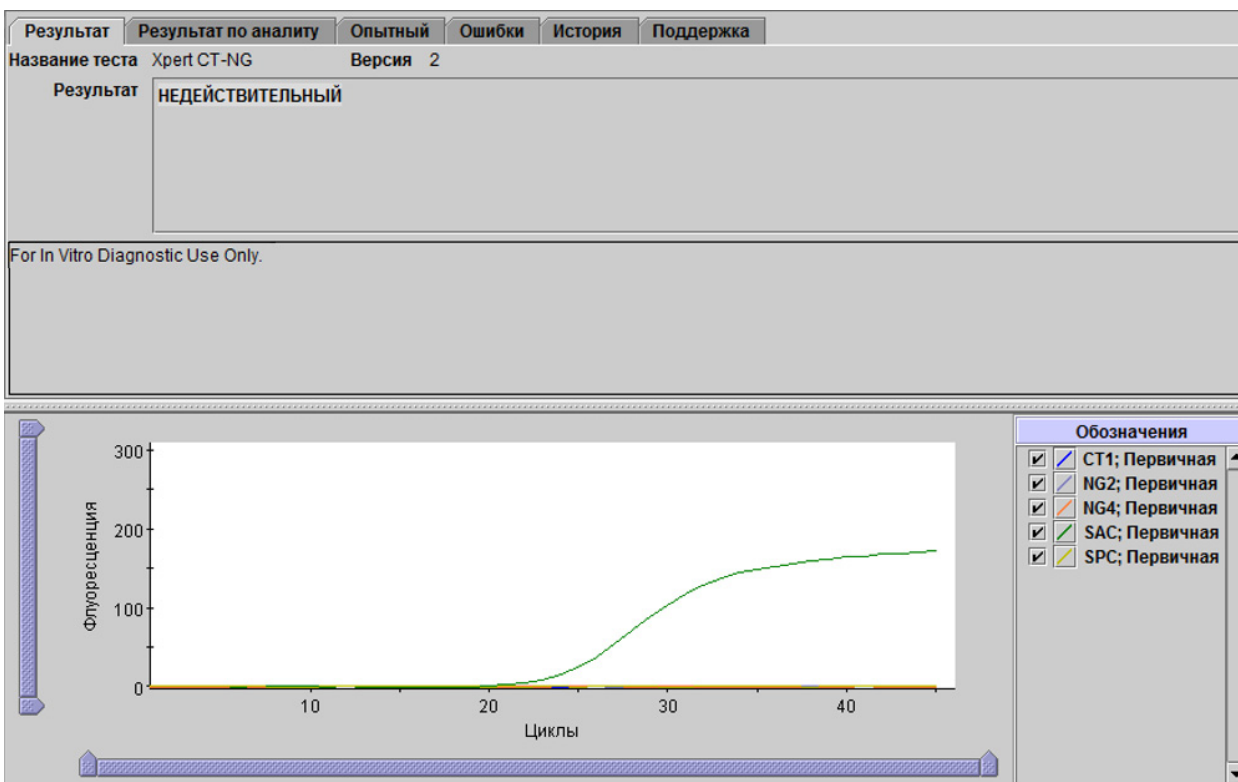 Результат Результат по аналиту Опытный Ошибки История Поддержка
Название теста Xpert CT-NG Версия 2
Результат НЕДЕЙСТВИТЕЛЬНЫЙ
For In Vitro Diagnostic Use Only.
Обозначения
CT1; Первичная
NG2; Первичная
NG4; Первичная
SAC; Первичная
SPC; Первичная
Флуоресценция
300
200
100
0
10 20 30 40
Циклы